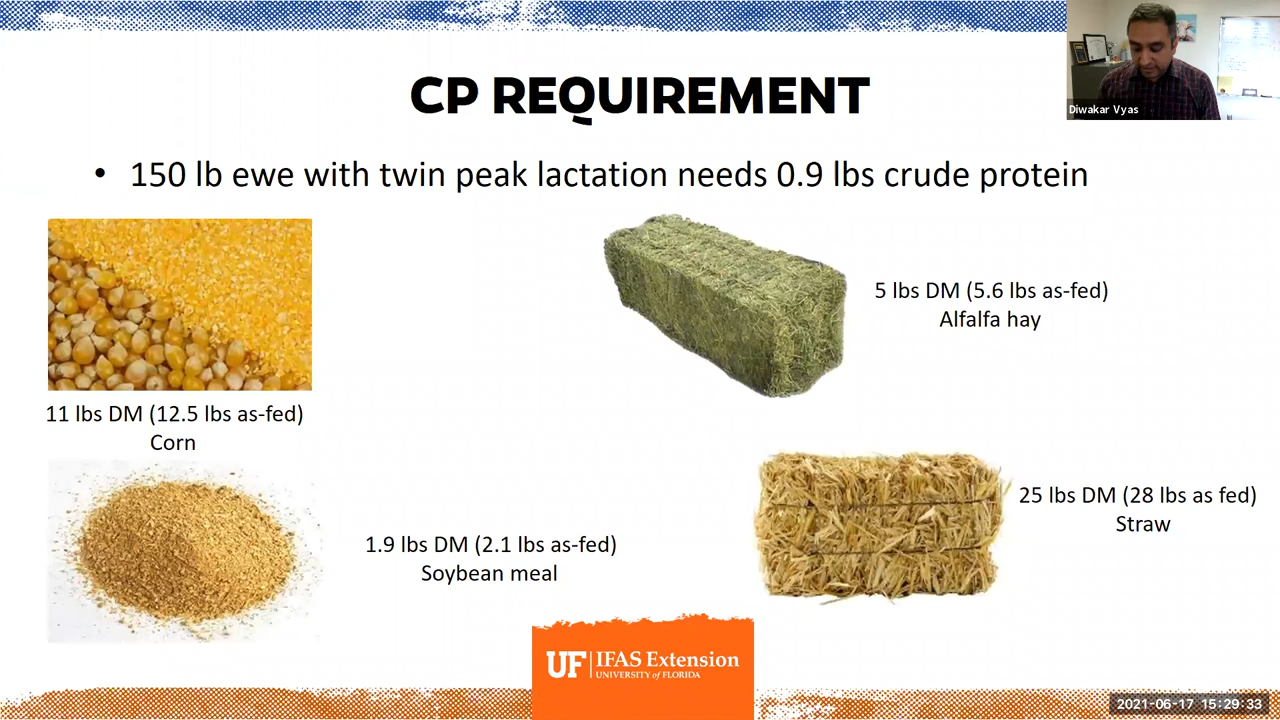 CP REQUIREMENT
Diwakar Vyas
• 150 lb ewe with twin peak lactation needs 0.9 lbs crude protein
5 lbs DM (5.6 lbs as-fed)
Alfalfa hay
11 lbs DM (12.5 lbs as-fed)
Corn
25 lbs DM (28 lbs as fed)
Straw
1.9 lbs DM (2.1 lbs as-fed)
Soybean meal
UF IFAS Extension
UNIVERSITY of FLORIDA
2021-06-17 15:29:33